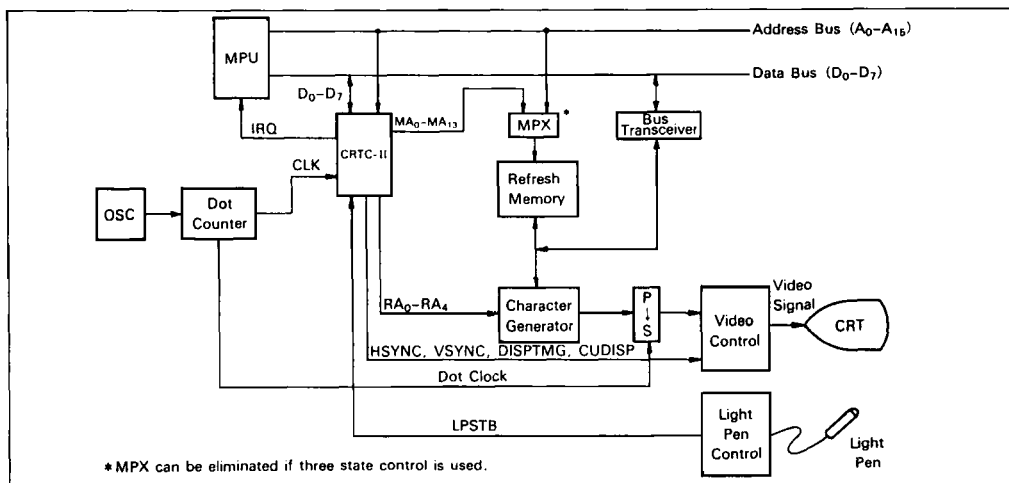 Address Bus (A₀–A₁₅)
MPU
Data Bus (D₀–D₇)
D₀–D₇
MA₀–MA₁₃
MPX
*
Bus
Transceiver
IRQ
CRTC-II
CLK
Refresh
Memory
OSC
Dot
Counter
RA₀–RA₄
Character
Generator
P
↓
S
Video
Control
Video
Signal
CRT
HSYNC, VSYNC, DISPTMG, CUDISP
Dot Clock
LPSTB
Light
Pen
Control
Light
Pen
* MPX can be eliminated if three state control is used.